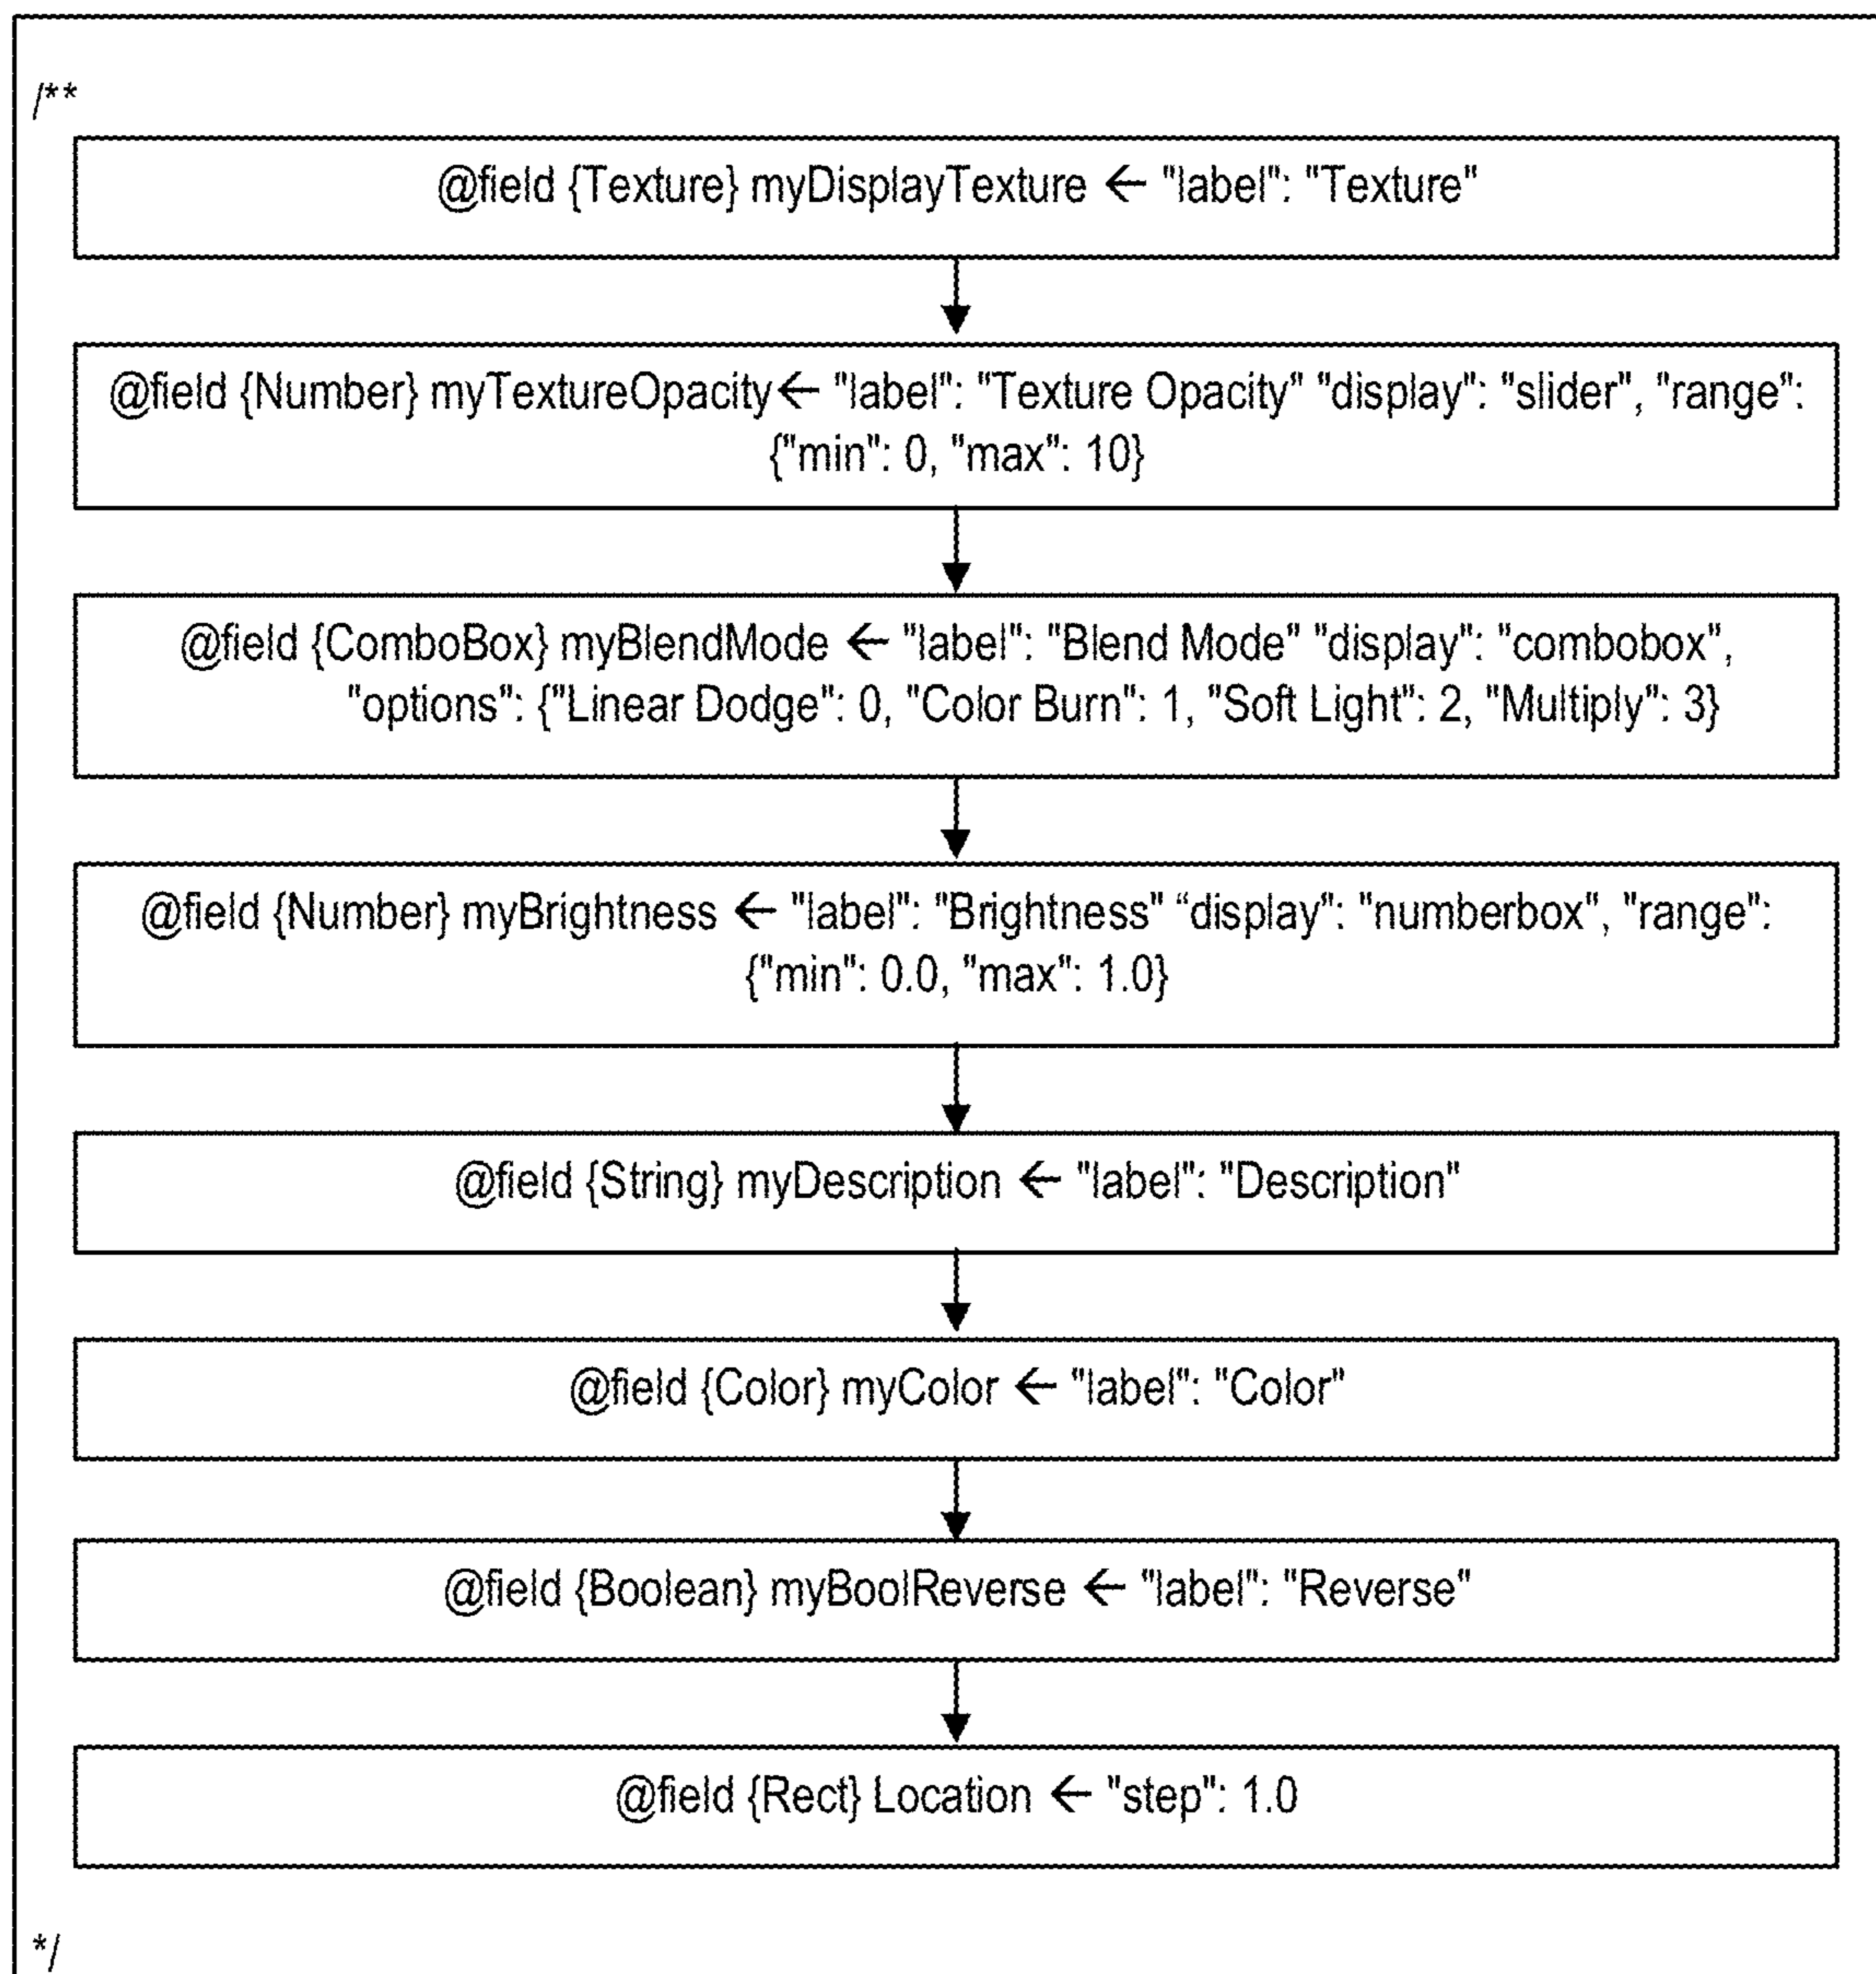 /**
@field {Texture} myDisplayTexture ← "label": "Texture"
@field {Number} myTextureOpacity← "label": "Texture Opacity" "display": "slider", "range":
{"min": 0, "max": 10}
@field {ComboBox} myBlendMode ← "label": "Blend Mode" "display": "combobox",
"options": {"Linear Dodge": 0, "Color Burn": 1, "Soft Light": 2, "Multiply": 3}
@field {Number} myBrightness ← "label": "Brightness" “display": "numberbox", "range":
{"min": 0.0, "max": 1.0}
@field {String} myDescription ← "label": "Description"
@field {Color} myColor ← "label": "Color"
@field {Boolean} myBoolReverse ← "label": "Reverse"
@field {Rect} Location ← "step": 1.0
*/